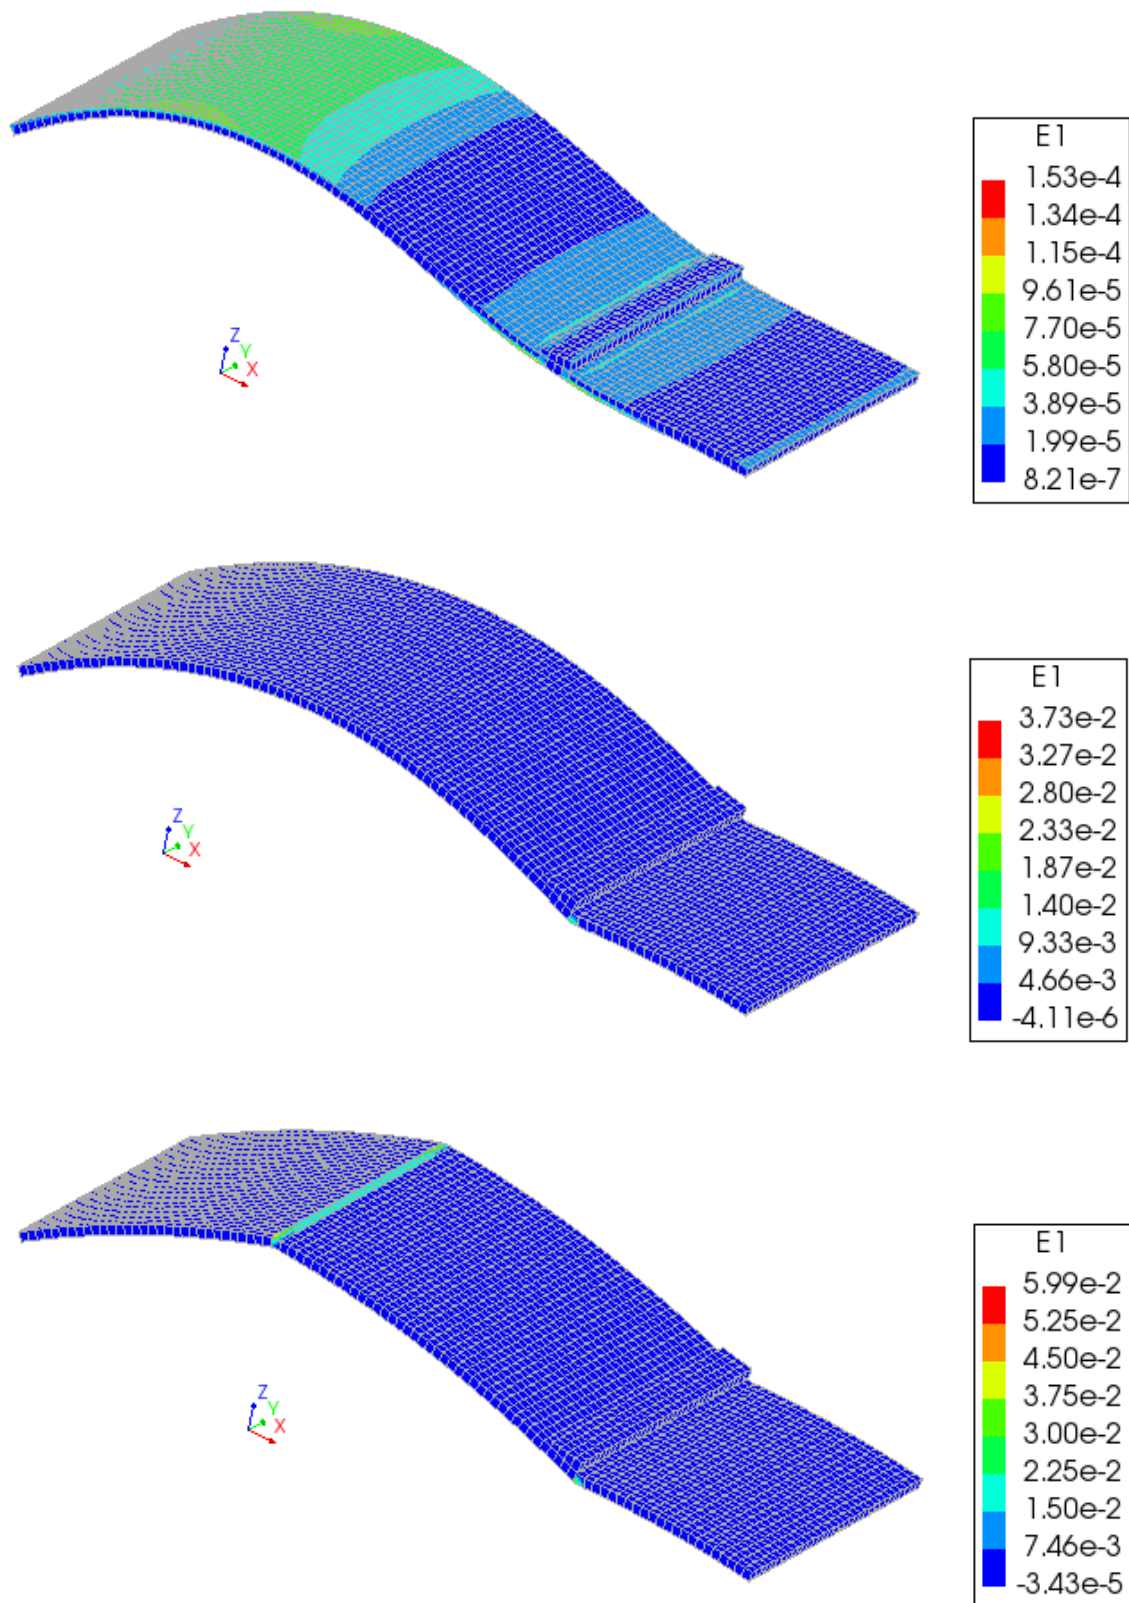 E1
1.53e-4
1.34e-4
1.15e-4
9.61e-5
7.70e-5
5.80e-5
3.89e-5
1.99e-5
8.21e-7
Z
Y
X
E1
3.73e-2
3.27e-2
2.80e-2
2.33e-2
1.87e-2
1.40e-2
9.33e-3
4.66e-3
-4.11e-6
Z
Y
X
E1
5.99e-2
5.25e-2
4.50e-2
3.75e-2
3.00e-2
2.25e-2
1.50e-2
7.46e-3
-3.43e-5
Z
Y
X